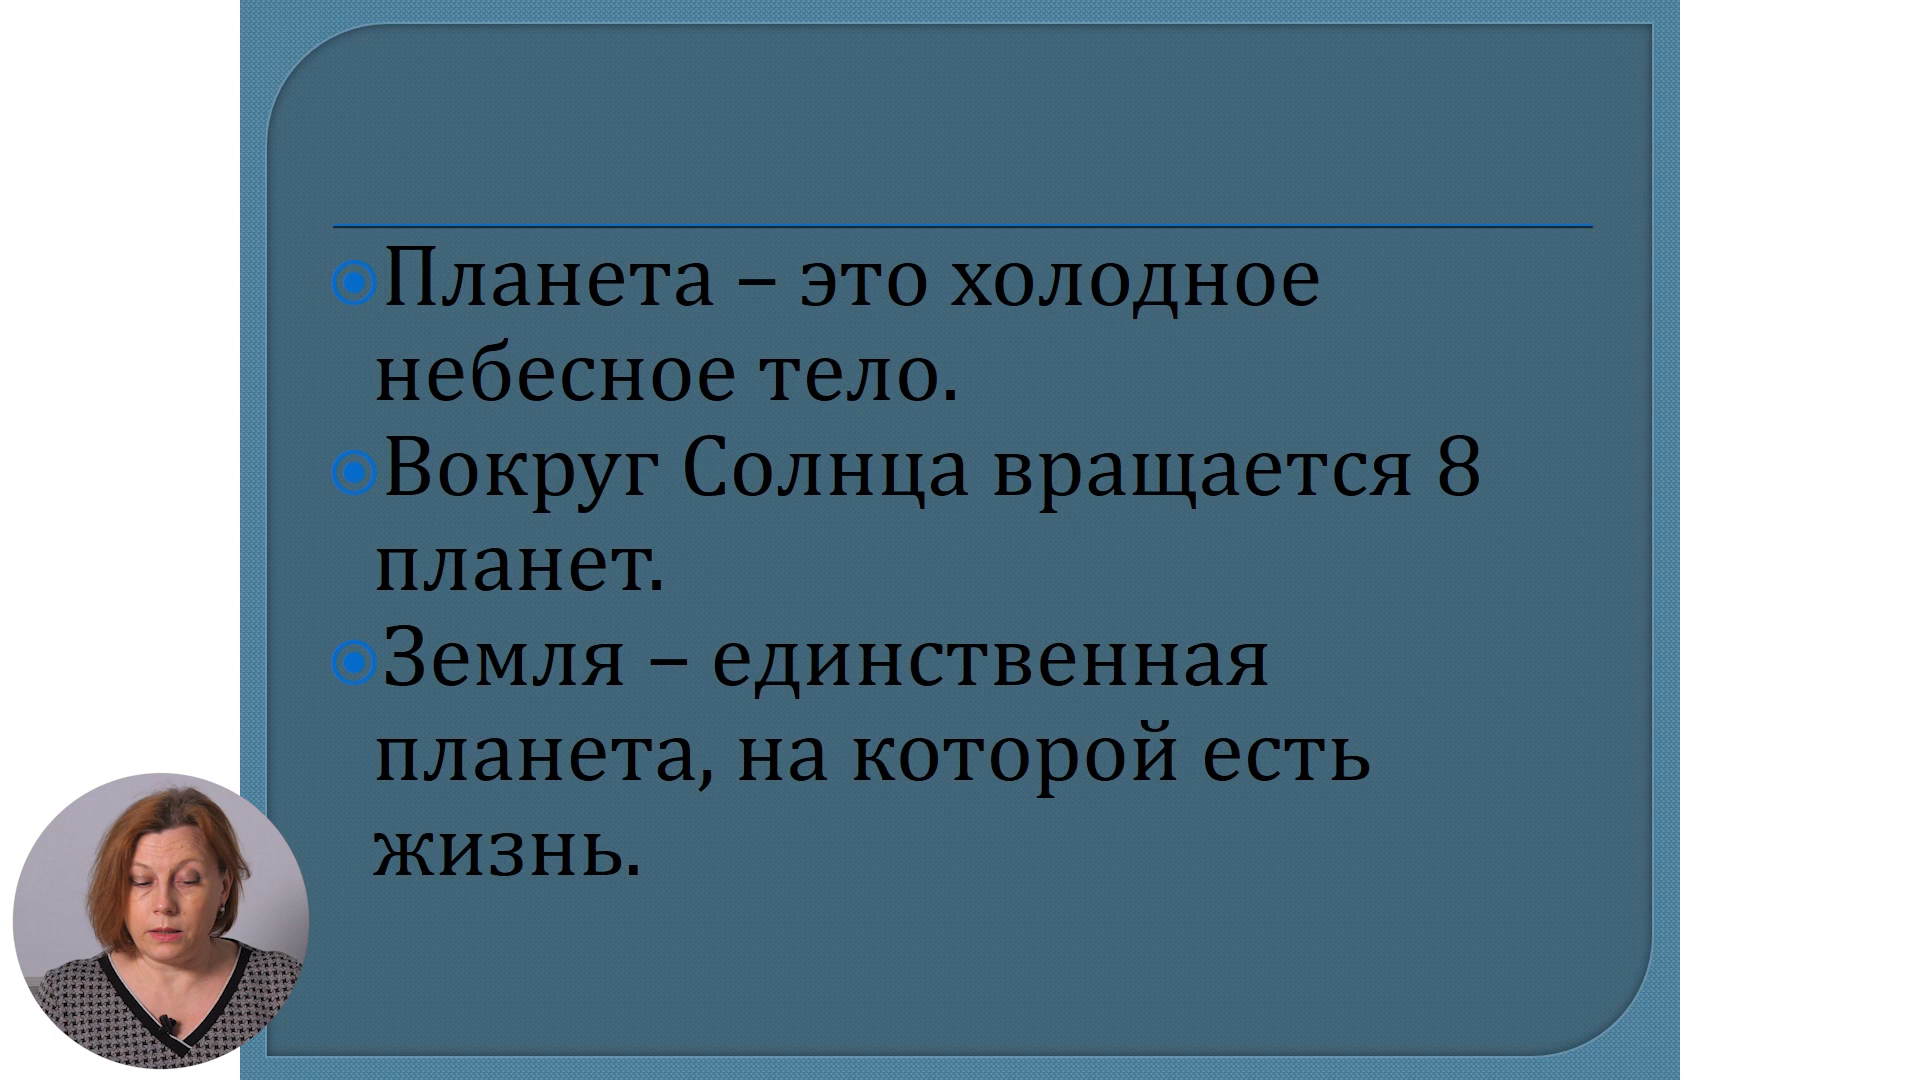 Планета – это холодное
небесное тело.
Вокруг Солнца вращается 8
планет.
Земля – единственная
планета, на которой есть
жизнь.